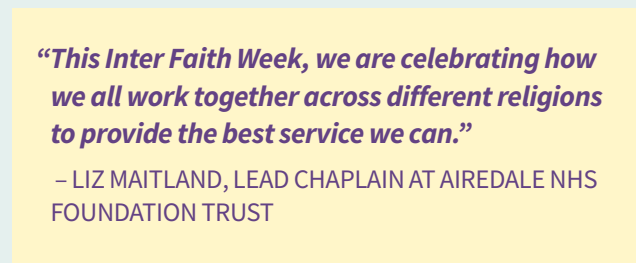 “This Inter Faith Week, we are celebrating how
we all work together across different religions
to provide the best service we can.”
– LIZ MAITLAND, LEAD CHAPLAIN AT AIREDALE NHS
FOUNDATION TRUST